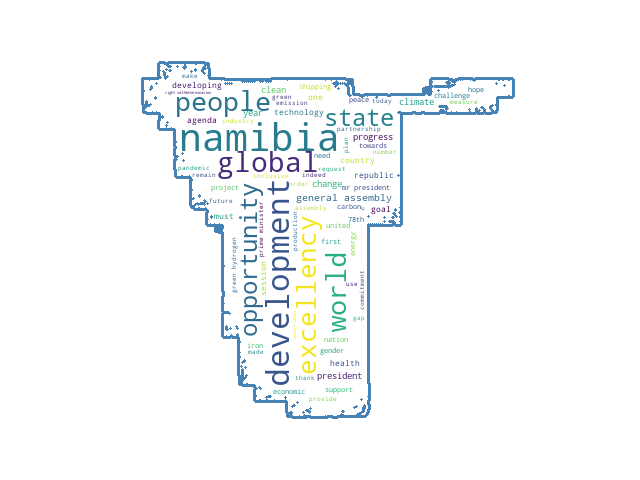 make
developing
right selfdetermination
clean
shipping
hope
people
green
one
peace
today
climate
challenge
measure
emission
agenda
industry
year
technology
state
namibia
partnership
progress
plan
towards
number
global
need
country
pandemic
remain
inclusive
indeed
request
republic
project
order
change
mr president
future
opportunity
development
general assembly
must
prime minister
assembly
carbon
goal
78th
production
excellency
united
first
energy
world
green hydrogen
session
use
commitment
gap
nation
iron
made
gender
health
thank
president
economic
support
provide